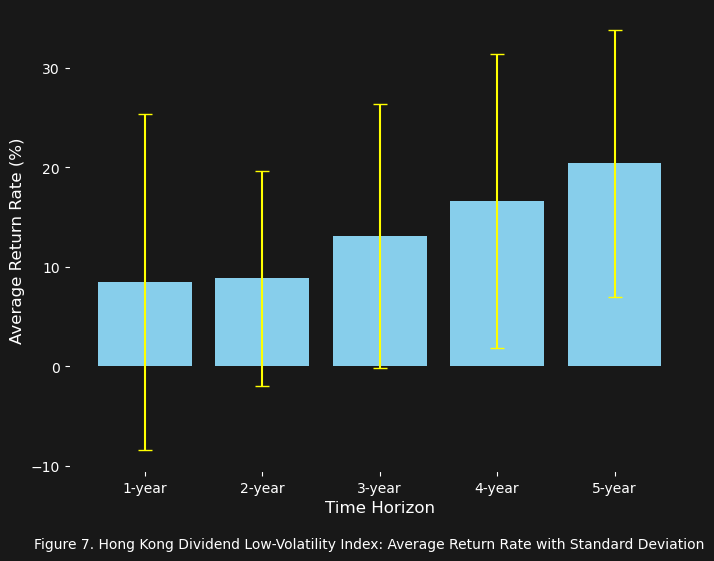 Average Return Rate (%)
30
20
10
0
−10
1-year
2-year
3-year
4-year
5-year
Time Horizon
Figure 7. Hong Kong Dividend Low-Volatility Index: Average Return Rate with Standard Deviation